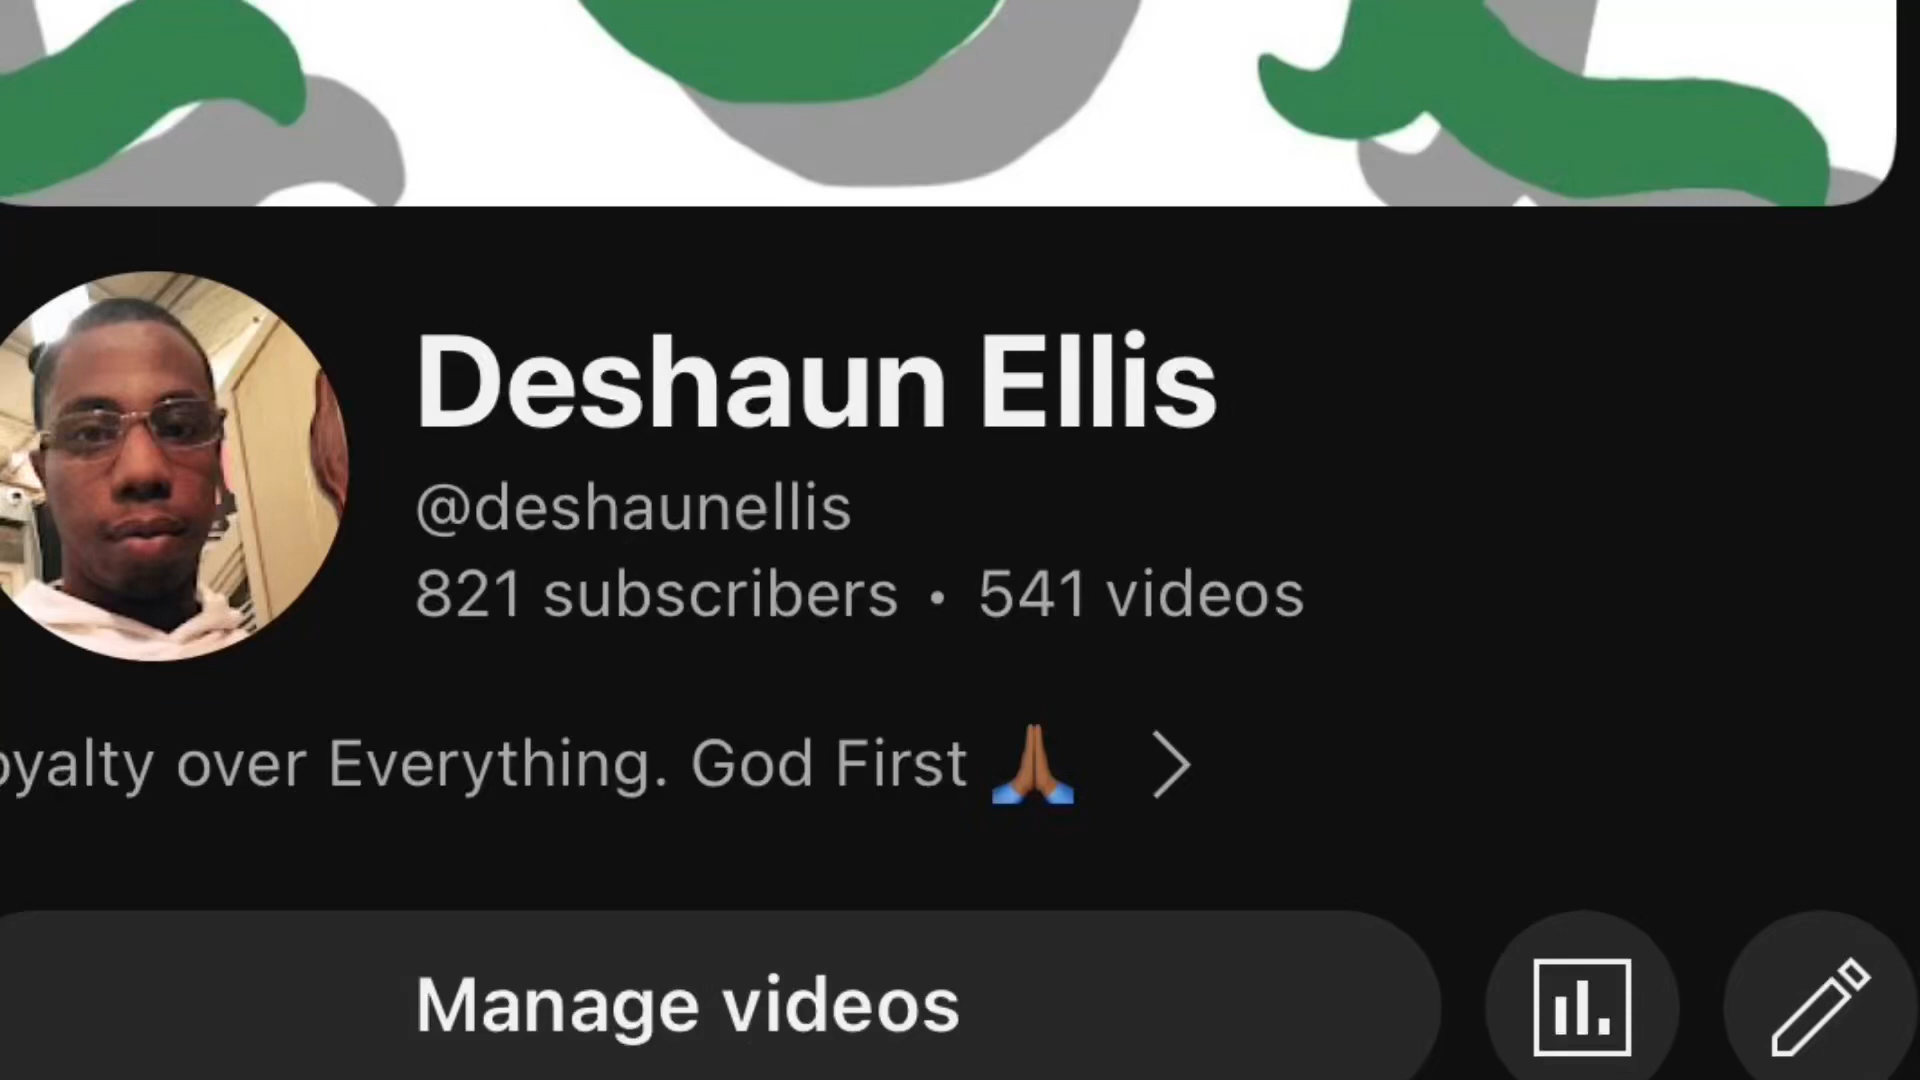 Deshaun Ellis
@deshaunellis
821 subscribers • 541 videos
oyalty over Everything. God First 🙏🏾
Manage videos